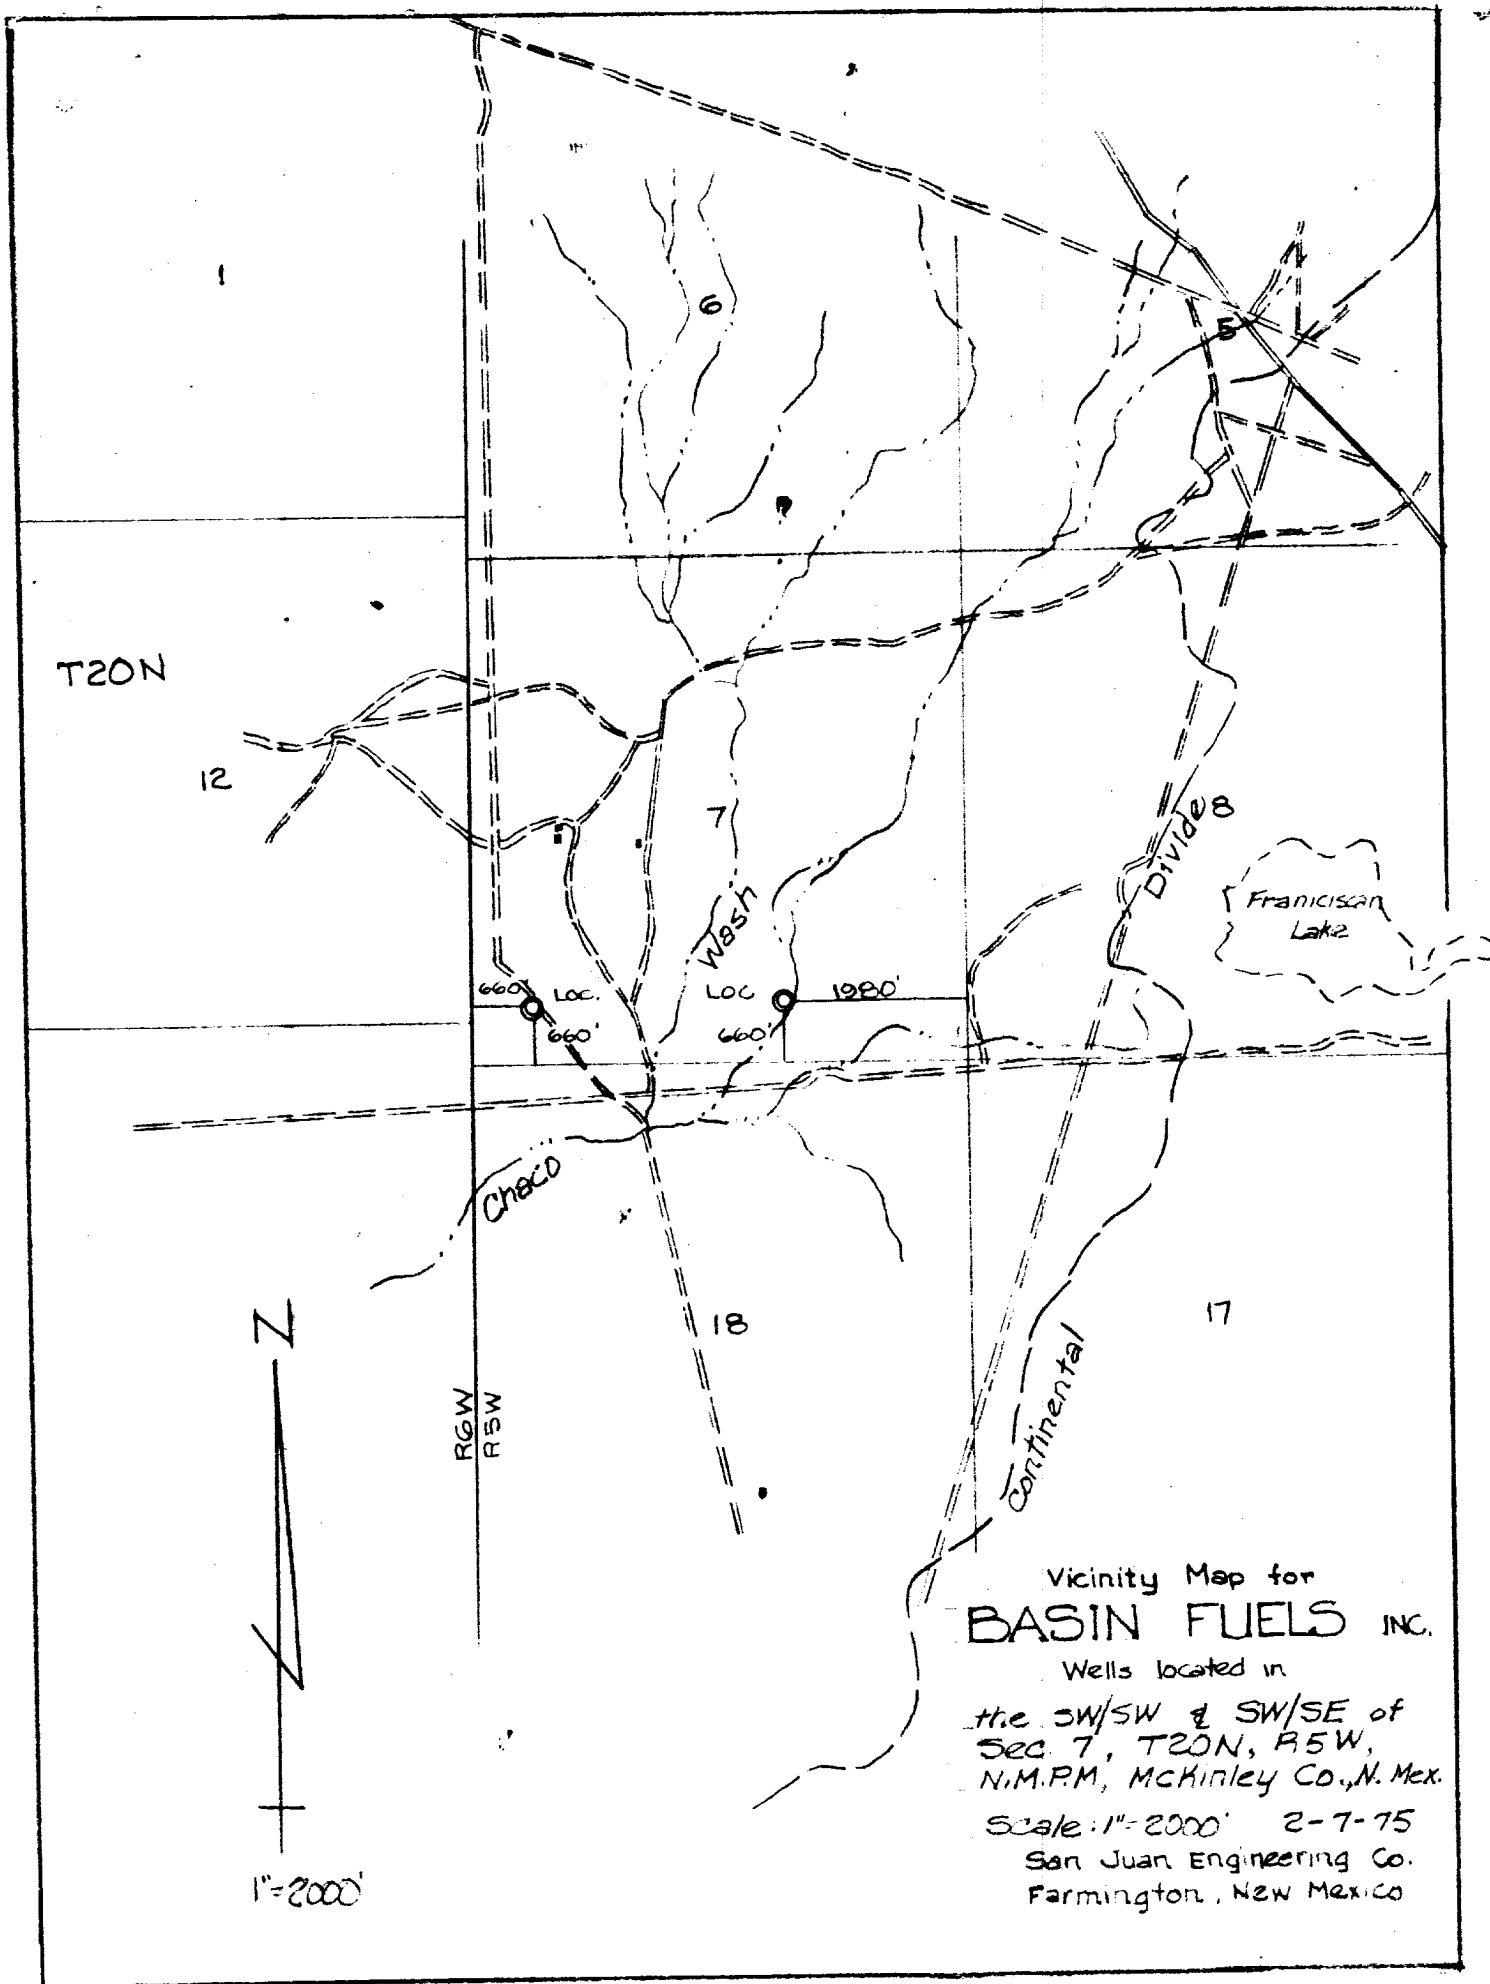 1
6
5
T20N
12
7
Divide
8
Franiciscan
Lake
Wash
660'
LOC.
660'
LOC
1980'
660'
Chaco
N
18
17
R6W
R5W
Continental
1"=2000'
Vicinity Map for
BASIN FUELS INC.
Wells located in
the SW/SW & SW/SE of
Sec. 7, T20N, R5W,
N.M.P.M, McKinley Co., N. Mex.
Scale: 1"=2000' 2-7-75
San Juan Engineering Co.
Farmington, New Mexico